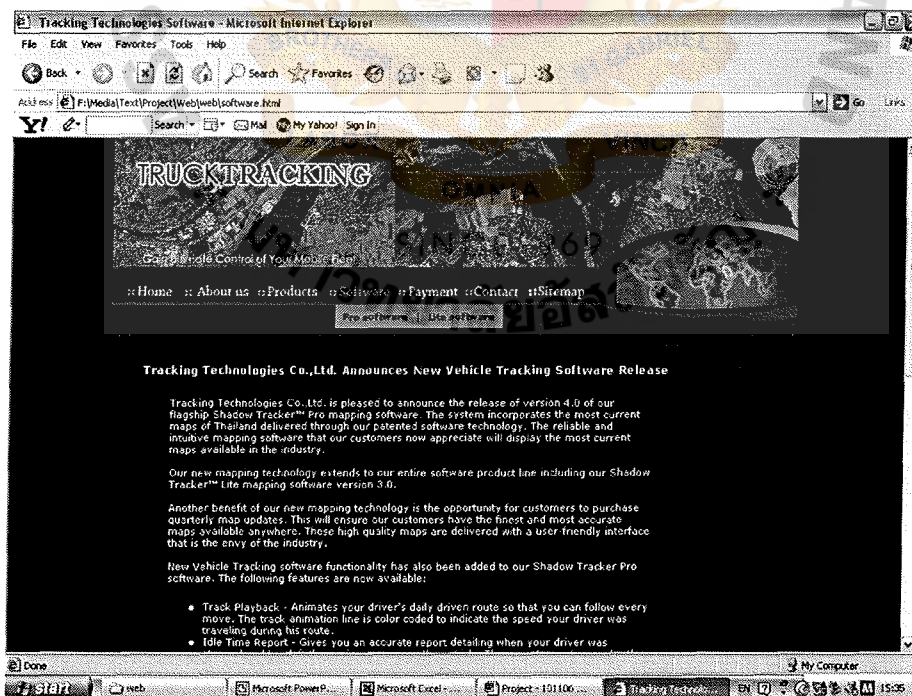 Tracking Technologies Software - Microsoft Internet Explorer
File Edit View Favorites Tools Help
Back Search Favorites
Address F:\Media\Text\Project\Web\web\software.html Go Links
Y! Search Mail My Yahoo! Sign In
TRUCKTRACKING
OMNIA
SINCE 1969
Control of Your Mobile Fleet
::Home ::About us ::Products ::Software ::Payment ::Contact ::Sitemap
Pro software | Lite software
Tracking Technologies Co.,Ltd. Announces New Vehicle Tracking Software Release
Tracking Technologies Co.,Ltd. is pleased to announce the release of version 4.0 of our
flagship Shadow Tracker™ Pro mapping software. The system incorporates the most current
maps of Thailand delivered through our patented software technology. The reliable and
intuitive mapping software that our customers now appreciate will display the most current
maps available in the industry.
Our new mapping technology extends to our entire software product line including our Shadow
Tracker™ Lite mapping software version 3.0.
Another benefit of our new mapping technology is the opportunity for customers to purchase
quarterly map updates. This will ensure our customers have the finest and most accurate
maps available anywhere. These high quality maps are delivered with a user-friendly interface
that is the envy of the industry.
New Vehicle Tracking software functionality has also been added to our Shadow Tracker Pro
software. The following features are now available:
• Track Playback - Animates your driver's daily driven route so that you can follow every
move. The track animation line is color coded to indicate the speed your driver was
traveling during his route.
• Idle Time Report - Gives you an accurate report detailing when your driver was
Done My Computer
start web Microsoft PowerP... Microsoft Excel - ... Project - 101106 ... Tracking Technolo... EN 15:35